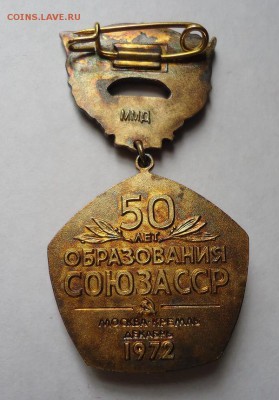 COINS.LAVE.RU
ММД
50
ЛЕТ
ОБРАЗОВАНИЯ
СОЮЗА ССР
МОСКВА-КРЕМЛЬ
ДЕКАБРЬ
1972